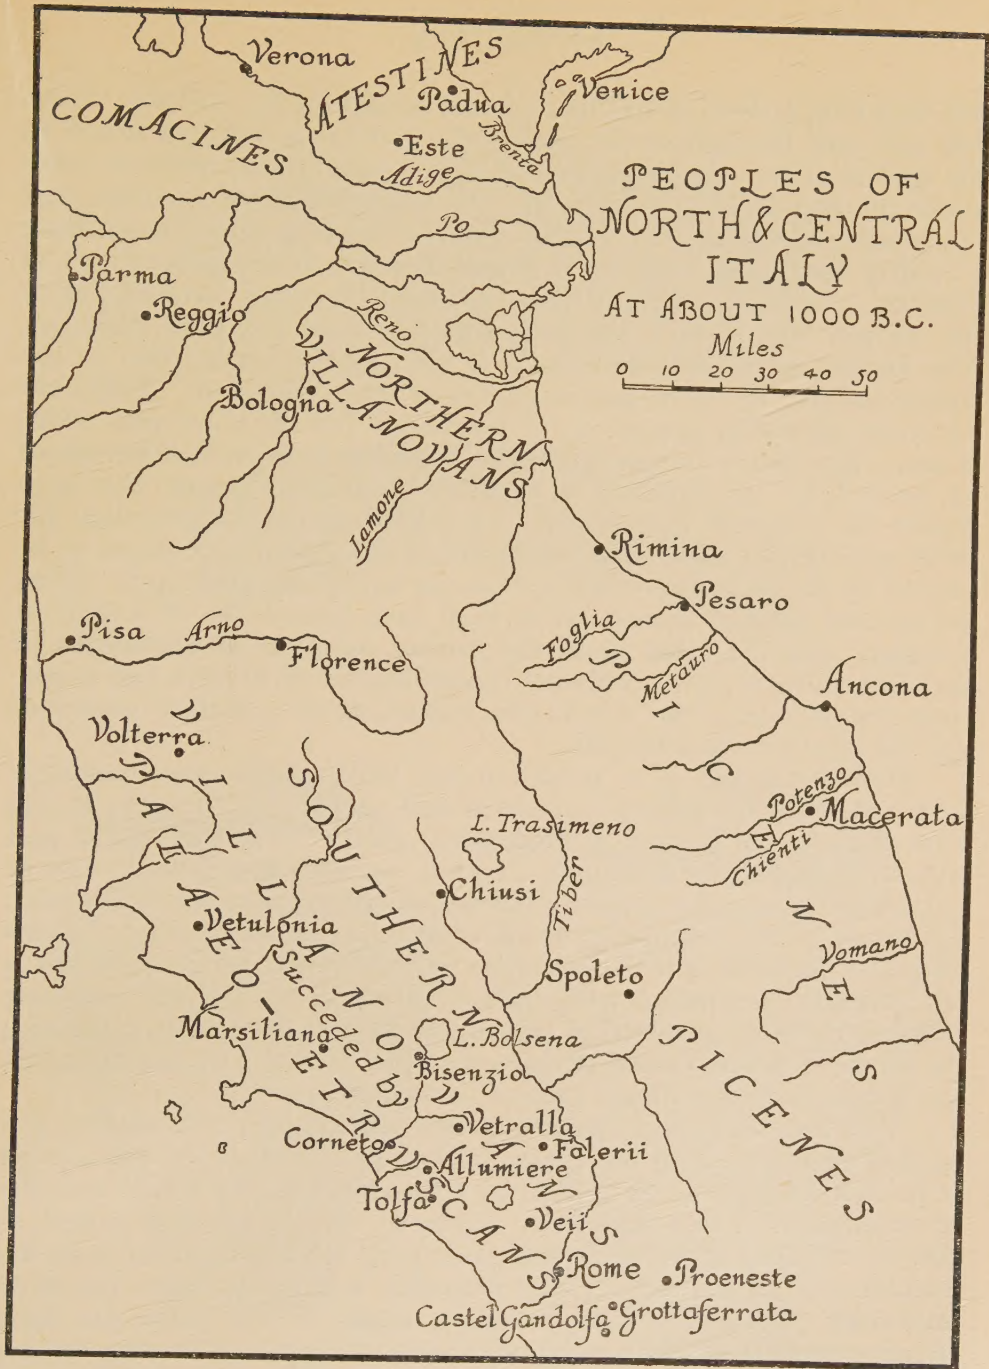 Verona
ATESTINES
Padua
Venice
COMACINES
Este
Brenta
Adige
PEOPLES OF
NORTH & CENTRAL
ITALY
AT ABOUT 1000 B.C.
Miles
0 10 20 30 40 50
Po
Parma
Reggio
Reno
NORTHERN
VILLANOVANS
Bologna
Lamone
Rimina
Pesaro
Foglia
Metauro
PICENES
Pisa
Arno
Florence
Ancona
Volterra
Potenzo
Macerata
Chienti
L. Trasimeno
Chiusi
Tiber
SOUTHERN
VILLANOVANS
Succeded by
PALAEO-ETRUSCANS
Vetulonia
Spoleto
Vomano
PICENES
Marsiliana
L. Bolsena
Bisenzio
Vetralla
Corneto
Falerii
Allumiere
Tolfa
Veii
Rome
Proeneste
Castel Gandolfa
Grottaferrata